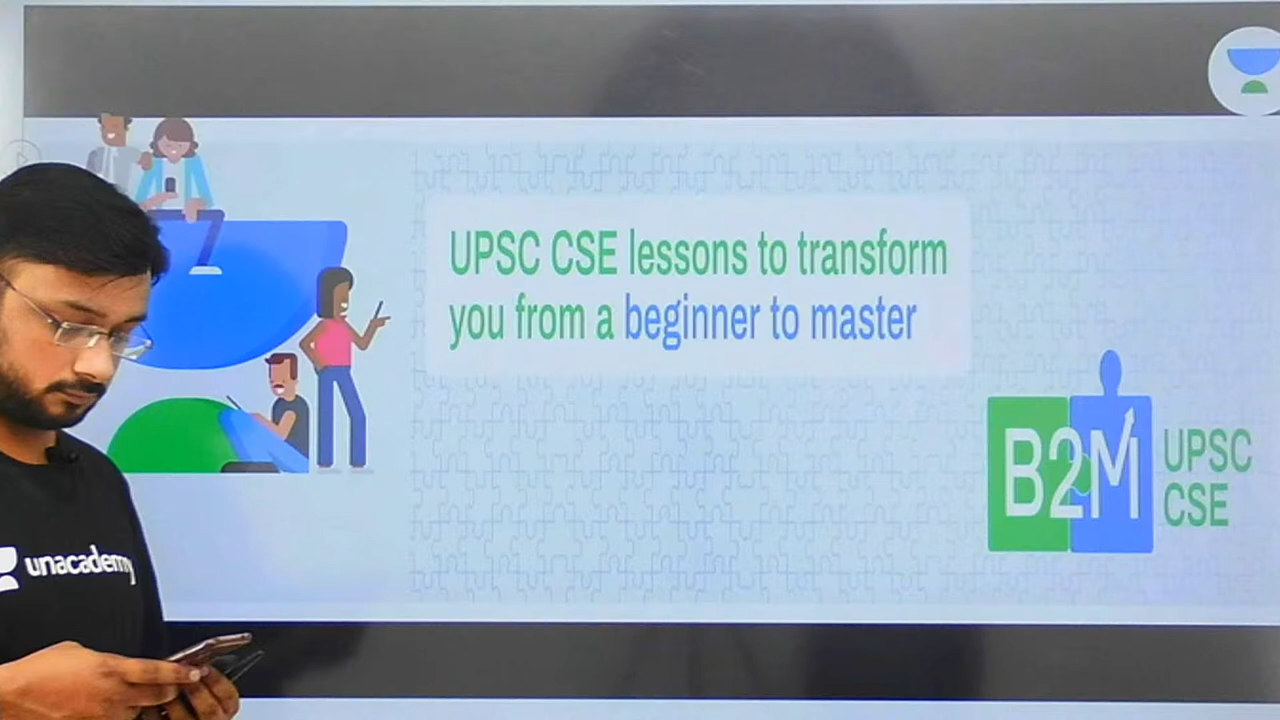 UPSC CSE lessons to transform
you from a beginner to master
B2M
UPSC
CSE
unacademy